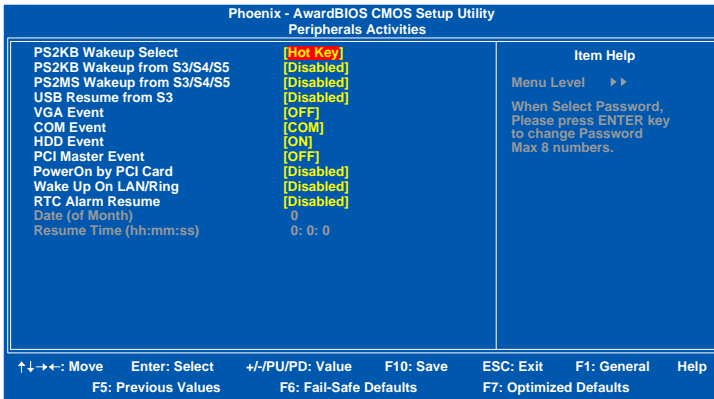 Phoenix - AwardBIOS CMOS Setup Utility
Peripherals Activities
PS2KB Wakeup Select [Hot Key]
PS2KB Wakeup from S3/S4/S5 [Disabled]
PS2MS Wakeup from S3/S4/S5 [Disabled]
USB Resume from S3 [Disabled]
VGA Event [OFF]
COM Event [COM]
HDD Event [ON]
PCI Master Event [OFF]
PowerOn by PCI Card [Disabled]
Wake Up On LAN/Ring [Disabled]
RTC Alarm Resume [Disabled]
Date (of Month) 0
Resume Time (hh:mm:ss) 0: 0: 0
Item Help
Menu Level ▶▶
When Select Password,
Please press ENTER key
to change Password
Max 8 numbers.
↑↓→←: Move Enter: Select +/-/PU/PD: Value F10: Save ESC: Exit F1: General Help
F5: Previous Values F6: Fail-Safe Defaults F7: Optimized Defaults